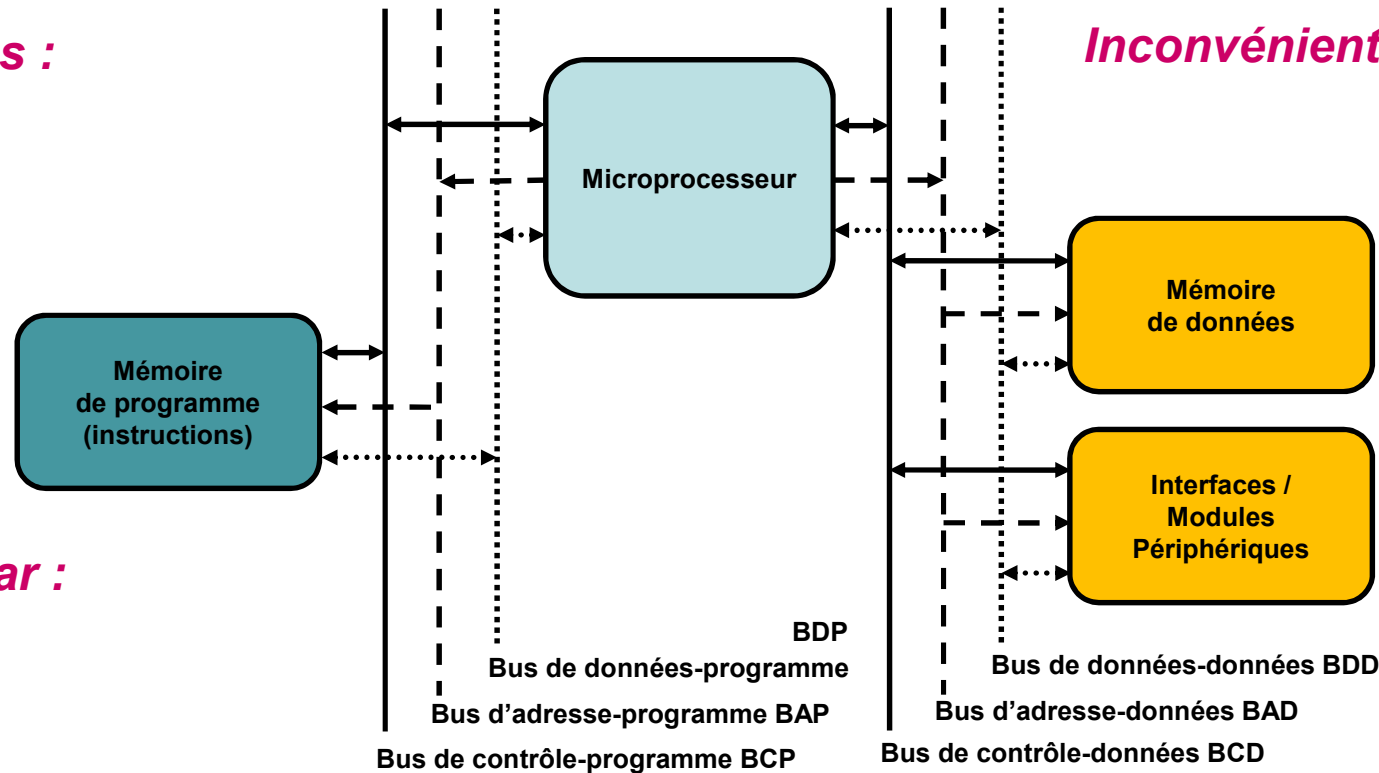 s :
Inconvénient
Microprocesseur
Mémoire
de données
Mémoire
de programme
(instructions)
Interfaces /
Modules
Périphériques
ar :
BDP
Bus de données-programme
Bus de données-données BDD
Bus d'adresse-programme BAP
Bus d'adresse-données BAD
Bus de contrôle-programme BCP
Bus de contrôle-données BCD